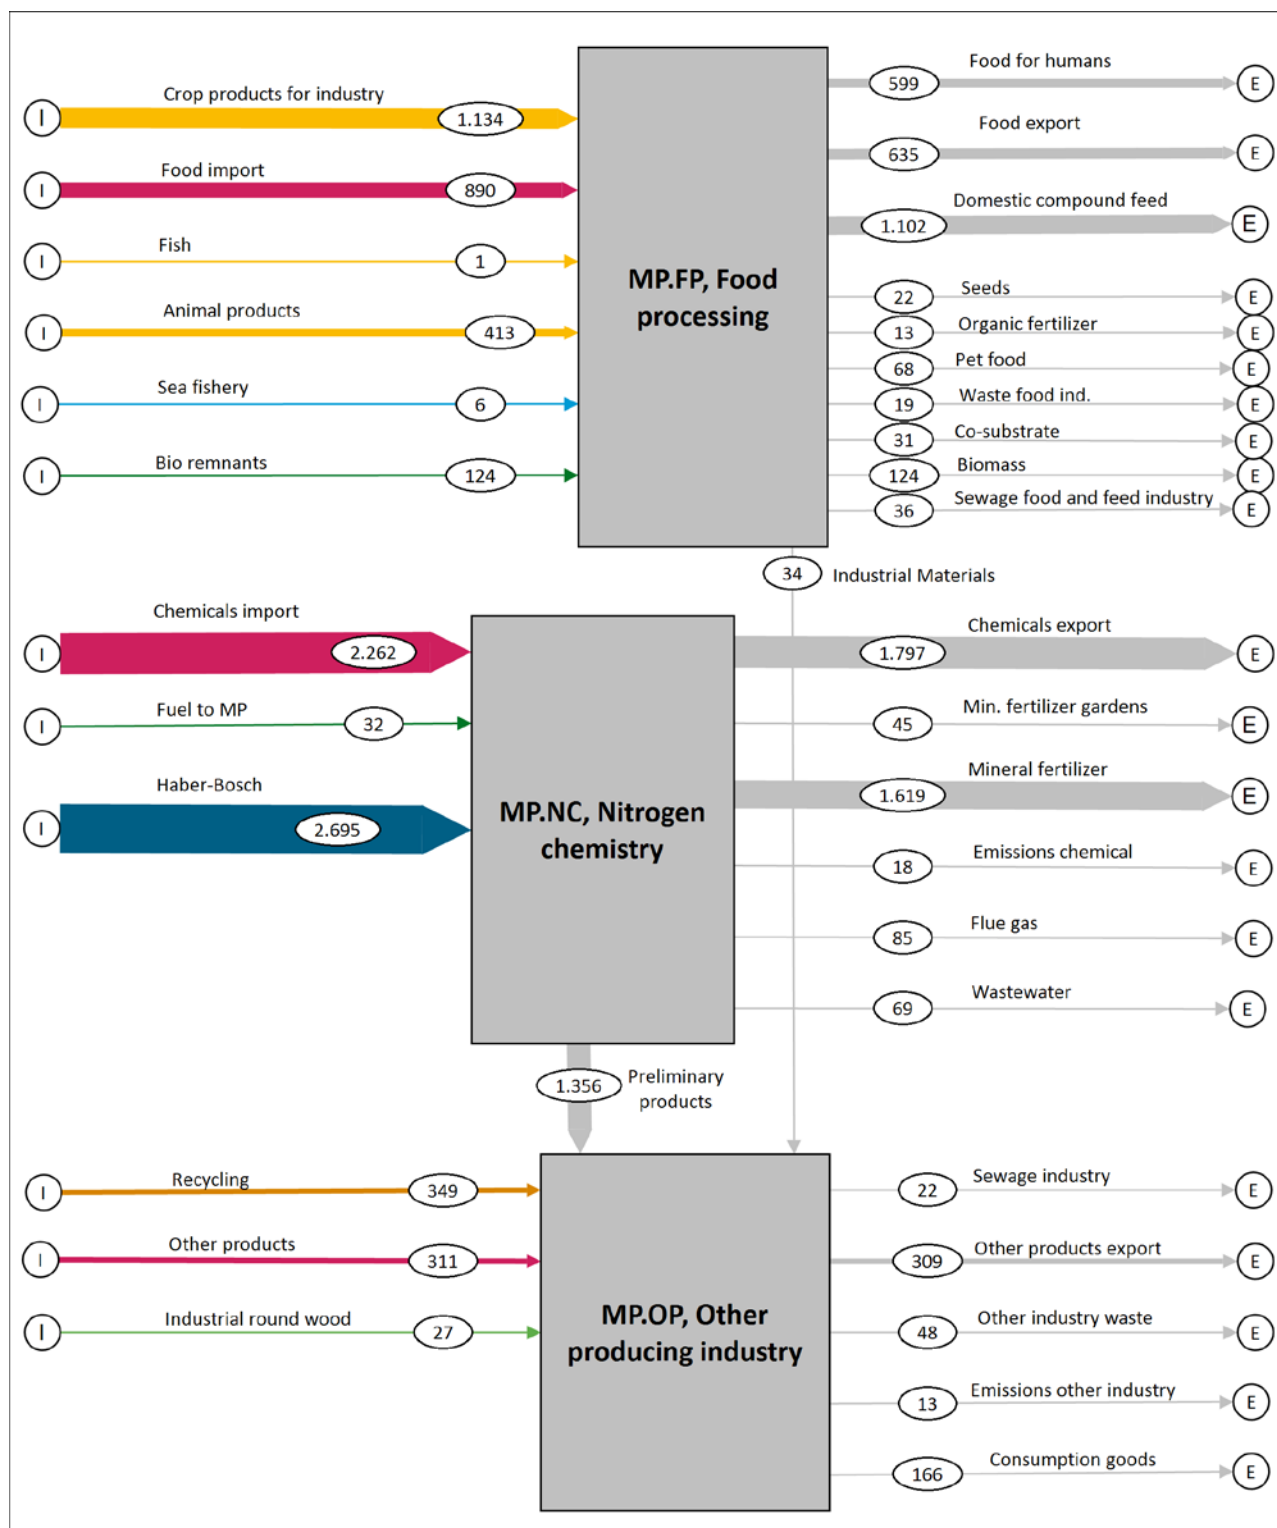 I
Crop products for industry
1.134
I
Food import
890
I
Fish
1
I
Animal products
413
I
Sea fishery
6
I
Bio remnants
124
MP.FP, Food
processing
599
Food for humans
E
635
Food export
E
1.102
Domestic compound feed
E
22
Seeds
E
13
Organic fertilizer
E
68
Pet food
E
19
Waste food ind.
E
31
Co-substrate
E
124
Biomass
E
36
Sewage food and feed industry
E
34
Industrial Materials
I
Chemicals import
2.262
I
Fuel to MP
32
I
Haber-Bosch
2.695
MP.NC, Nitrogen
chemistry
1.797
Chemicals export
E
45
Min. fertilizer gardens
E
1.619
Mineral fertilizer
E
18
Emissions chemical
E
85
Flue gas
E
69
Wastewater
E
1.356
Preliminary
products
I
Recycling
349
I
Other products
311
I
Industrial round wood
27
MP.OP, Other
producing industry
22
Sewage industry
E
309
Other products export
E
48
Other industry waste
E
13
Emissions other industry
E
166
Consumption goods
E